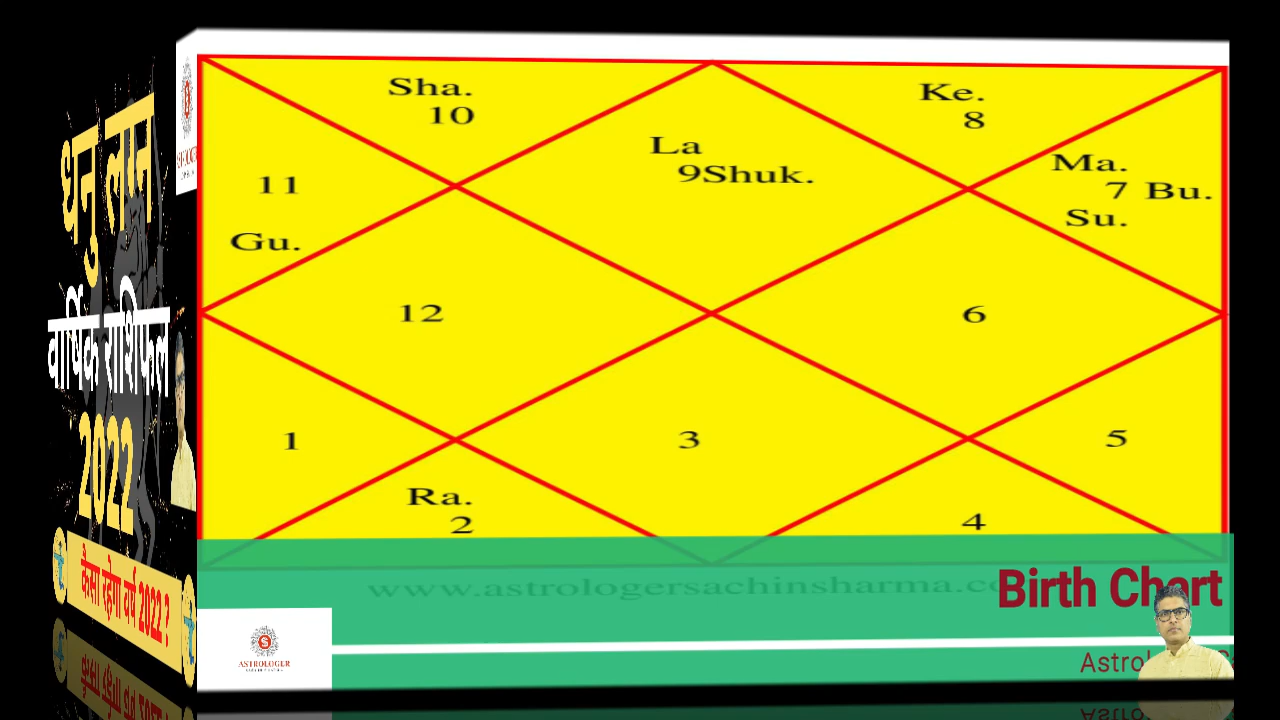 धनु लग्न
वार्षिक राशिफल
2022
कैसा रहेगा वर्ष 2022 ?
Sha.
10
Ke.
8
La
9Shuk.
Ma.
7 Bu.
Su.
11
Gu.
12
6
1
3
5
Ra.
2
4
www.astrologersachinsharma.co
Birth Chart
ASTROLOGER
Astrol